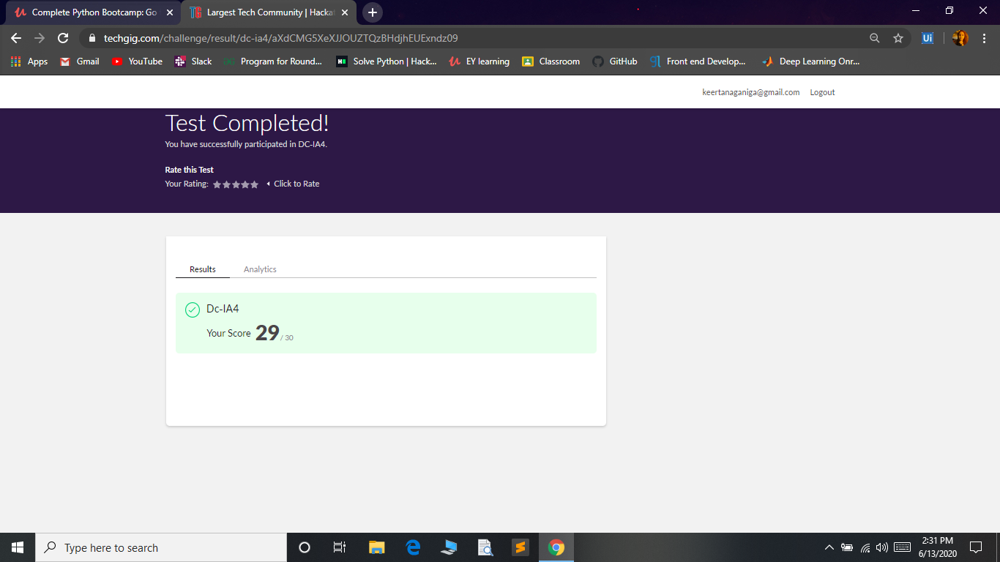 Complete Python Bootcamp: Go
Largest Tech Community | Hacka
techgig.com/challenge/result/dc-ia4/aXdCMG5XeXJJOUZTQzBHdjhEUExndz09
Ui
Apps Gmail YouTube Slack Program for Round... Solve Python | Hack... EY learning Classroom GitHub Front end Develop... Deep Learning Onr...
keertanaganiga@gmail.com Logout
Test Completed!
You have successfully participated in DC-IA4.
Rate this Test
Your Rating: Click to Rate
Results Analytics
Dc-IA4
Your Score 29 / 30
Type here to search
2:31 PM
6/13/2020